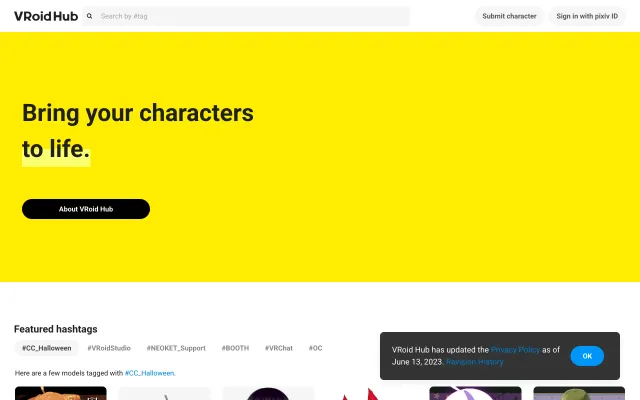 VRoid Hub
Search by #tag
Submit character
Sign in with pixiv ID
Bring your characters
to life.
About VRoid Hub
Featured hashtags
#CC_Halloween
#VRoidStudio
#NEOKET_Support
#BOOTH
#VRChat
#OC
Here are a few models tagged with #CC_Halloween.
VRoid Hub has updated the Privacy Policy as of
June 13, 2023. Revision History
OK